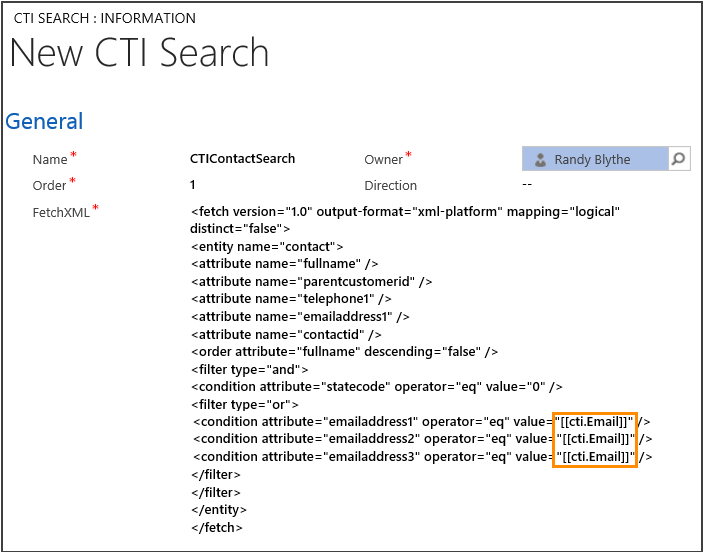 CTI SEARCH : INFORMATION
New CTI Search
General
Name* CTIContactSearch Owner* Randy Blythe
Order* 1 Direction --
FetchXML* <fetch version="1.0" output-format="xml-platform" mapping="logical"
distinct="false">
<entity name="contact">
<attribute name="fullname" />
<attribute name="parentcustomerid" />
<attribute name="telephone1" />
<attribute name="emailaddress1" />
<attribute name="contactid" />
<order attribute="fullname" descending="false" />
<filter type="and">
<condition attribute="statecode" operator="eq" value="0" />
<filter type="or">
<condition attribute="emailaddress1" operator="eq" value="[[cti.Email]]" />
<condition attribute="emailaddress2" operator="eq" value="[[cti.Email]]" />
<condition attribute="emailaddress3" operator="eq" value="[[cti.Email]]" />
</filter>
</filter>
</entity>
</fetch>